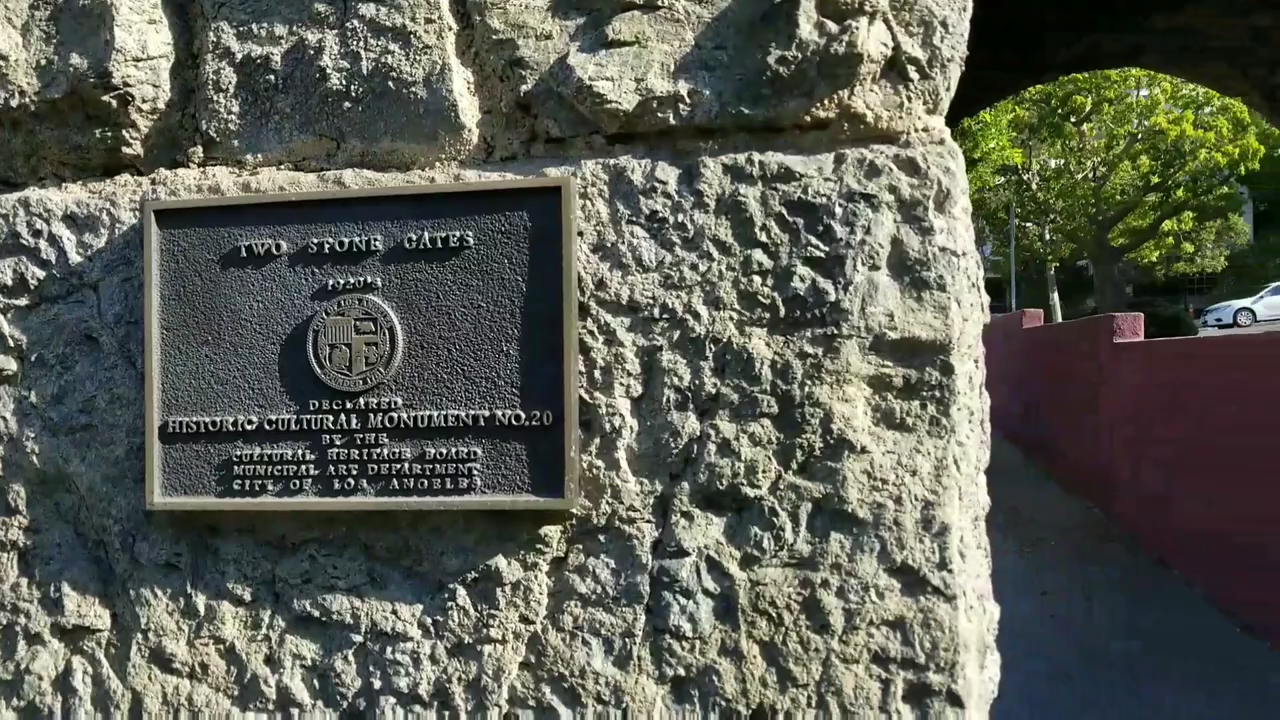 TWO STONE GATES
1920's
DECLARED
HISTORIC CULTURAL MONUMENT NO.20
BY THE
CULTURAL HERITAGE BOARD
MUNICIPAL ART DEPARTMENT
CITY OF LOS ANGELES